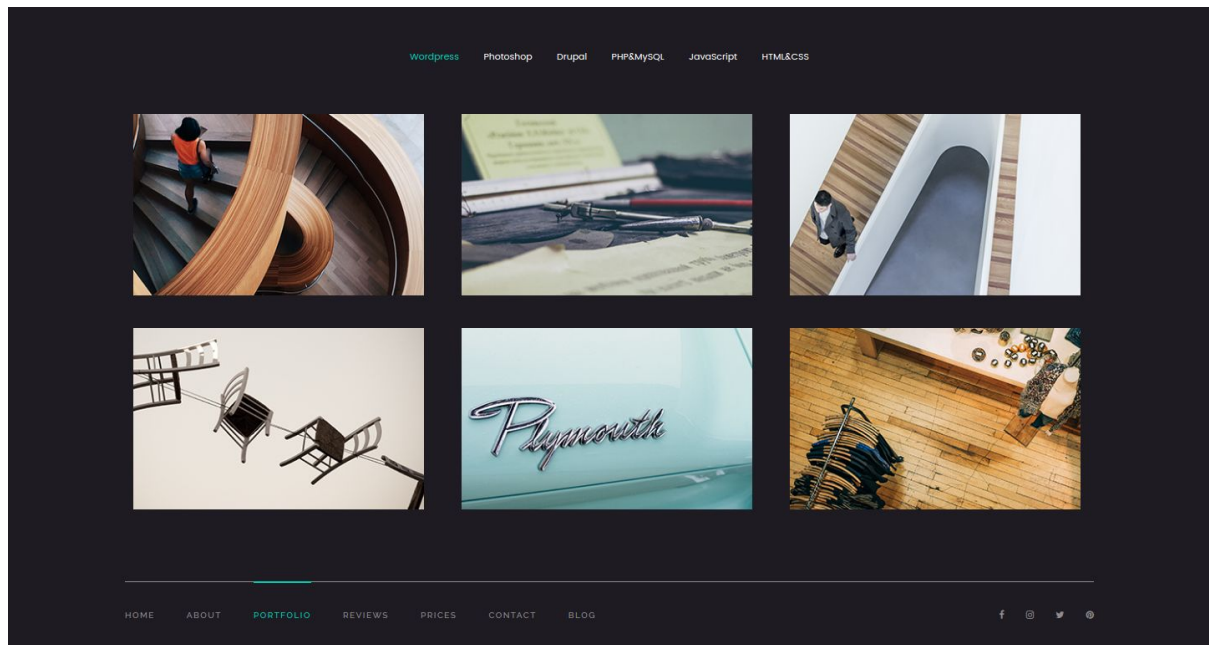 Wordpress Photoshop Drupal PHP&MySQL JavaScript HTML&CSS
Plymouth
HOME ABOUT PORTFOLIO REVIEWS PRICES CONTACT BLOG